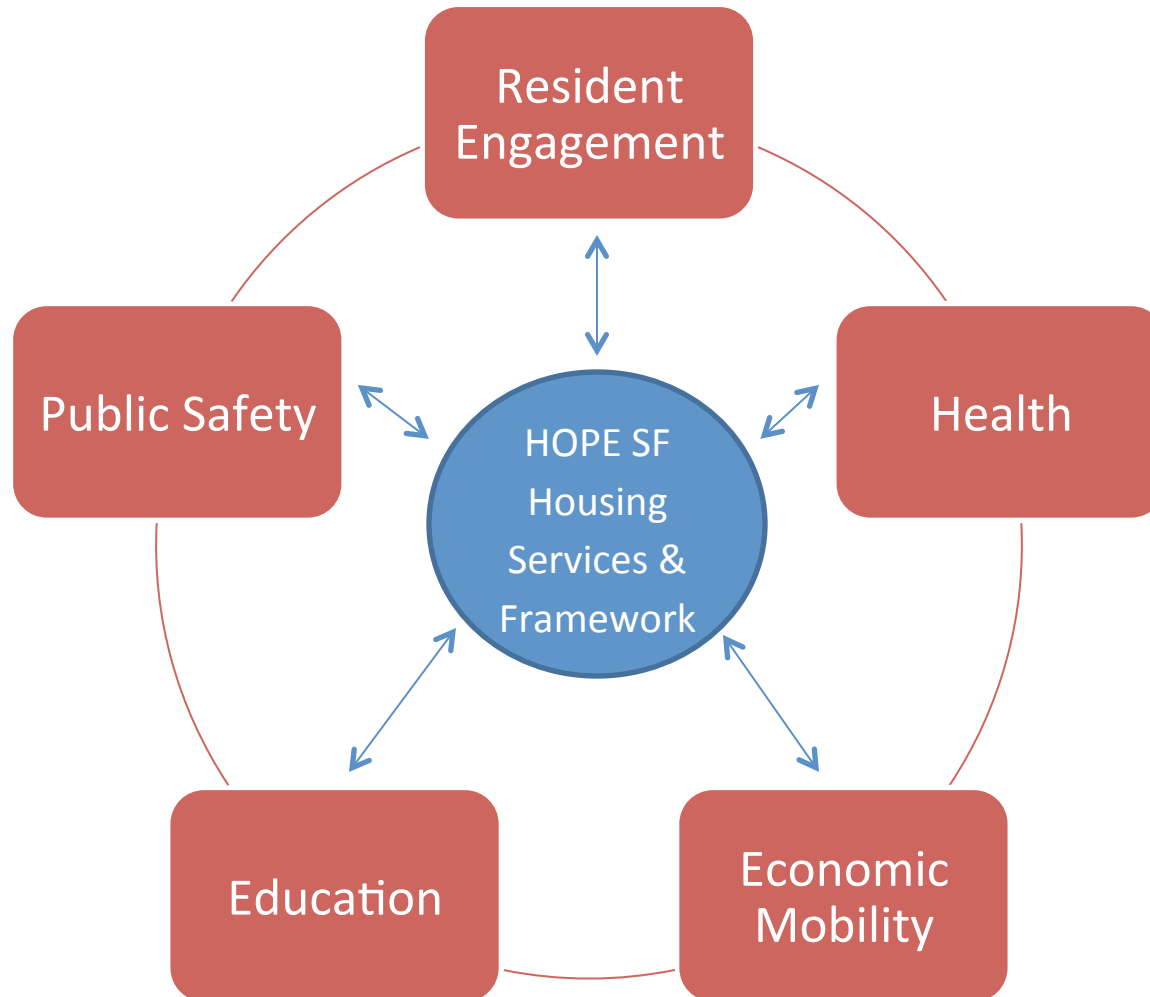 Resident
Engagement
Public Safety
Health
HOPE SF
Housing
Services &
Framework
Education
Economic
Mobility